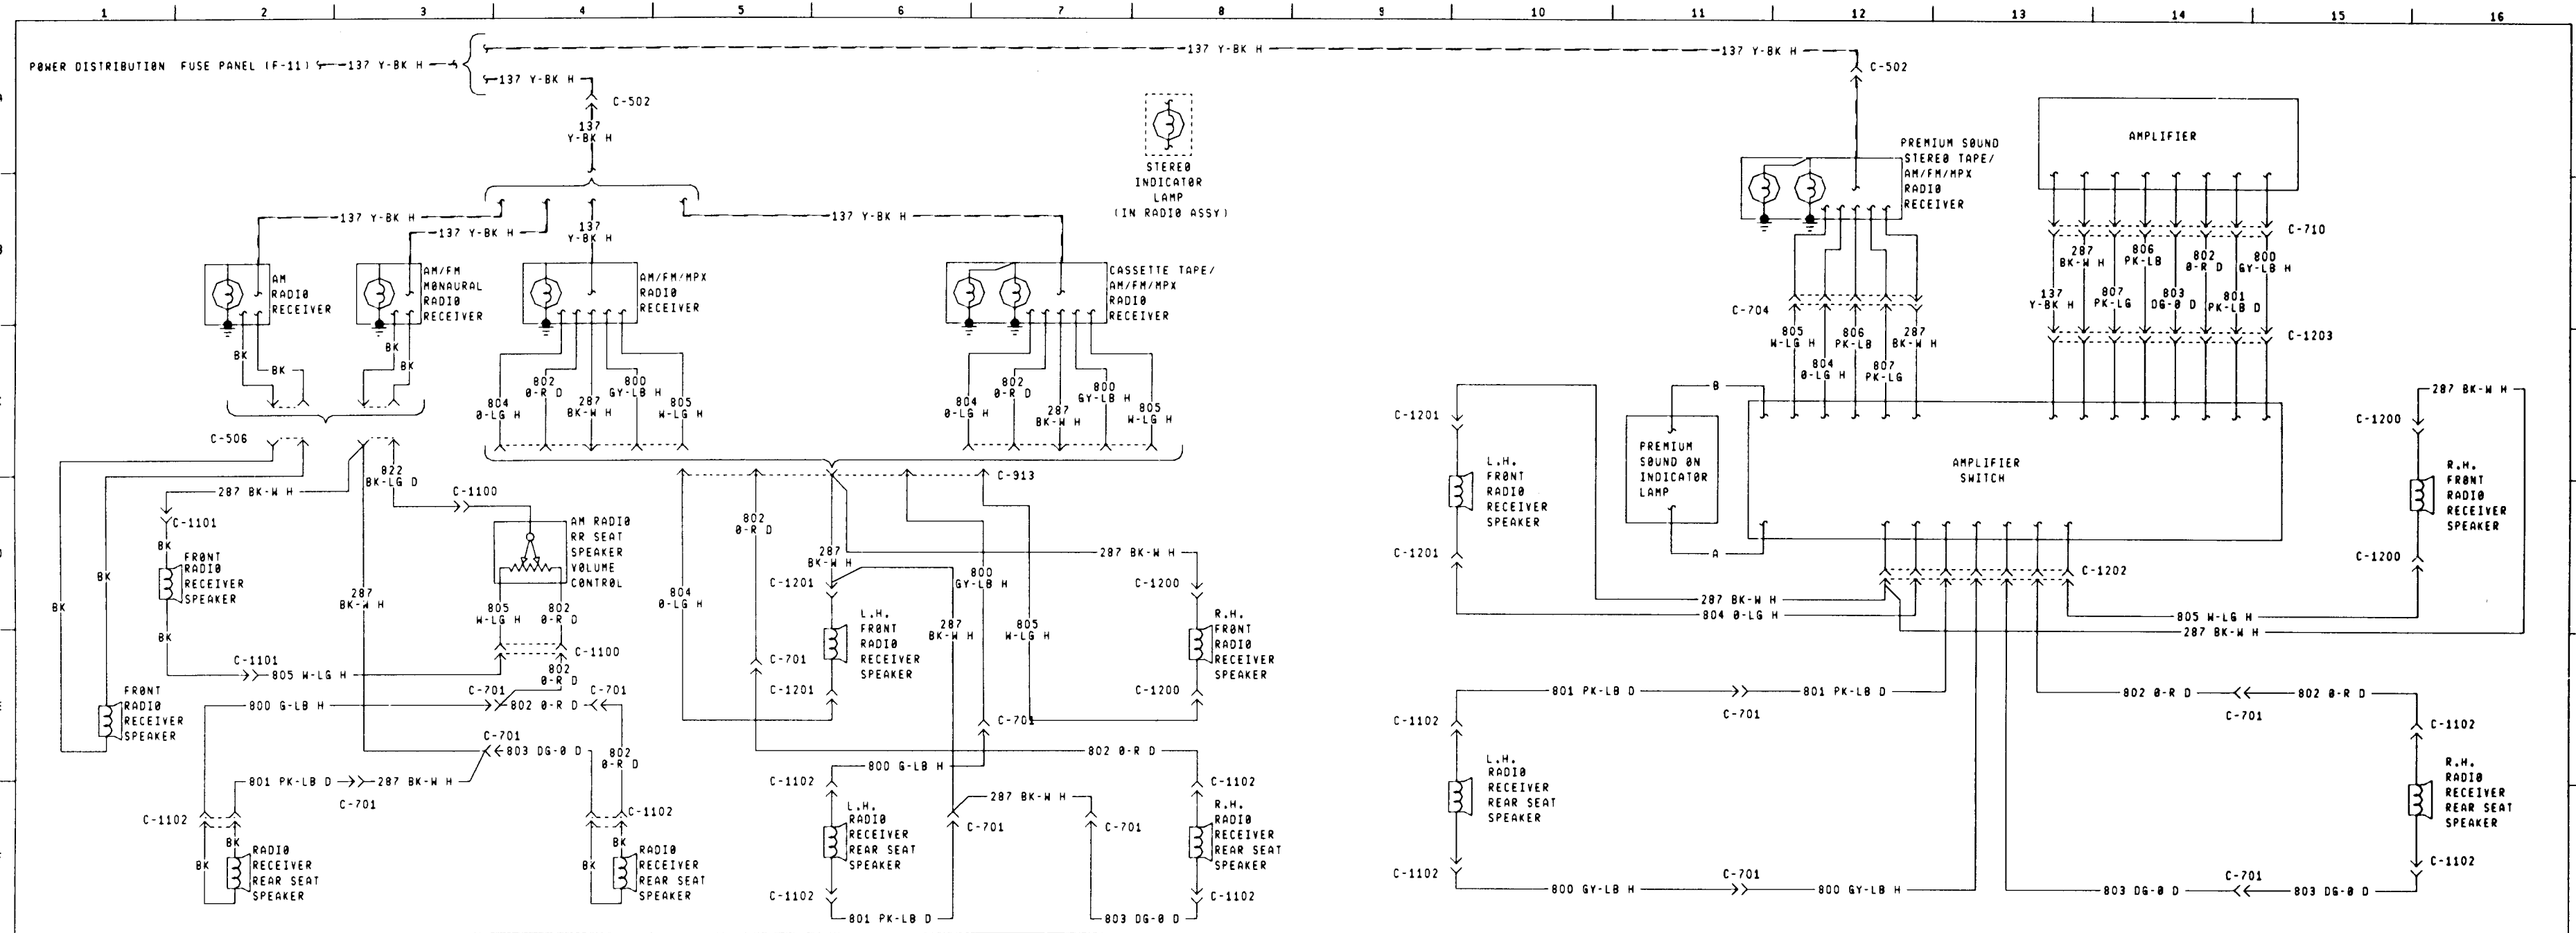 1 2 3 4 5 6 7 8 9 10 11 12 13 14 15 16
POWER DISTRIBUTION FUSE PANEL (F-11)
137 Y-BK H
137 Y-BK H
137 Y-BK H
137 Y-BK H
C-502
C-502
137
Y-BK H
STEREO
INDICATOR
LAMP
(IN RADIO ASSY)
PREMIUM SOUND
STEREO TAPE/
AM/FM/MPX
RADIO
RECEIVER
AMPLIFIER
137 Y-BK H
137 Y-BK H
137
Y-BK H
137 Y-BK H
AM
RADIO
RECEIVER
AM/FM
MONAURAL
RADIO
RECEIVER
AM/FM/MPX
RADIO
RECEIVER
CASSETTE TAPE/
AM/FM/MPX
RADIO
RECEIVER
C-710
287
BK-W H
806
PK-LB
802
O-R D
800
GY-LB H
137
Y-BK H
807
PK-LG
803
DG-O D
801
PK-LB D
C-704
C-1203
805
W-LG H
806
PK-LB
287
BK-W H
804
O-LG H
807
PK-LG
BK
BK
BK
BK
804
O-LG H
802
O-R D
287
BK-W H
800
GY-LB H
805
W-LG H
804
O-LG H
802
O-R D
287
BK-W H
800
GY-LB H
805
W-LG H
B
287 BK-W H
C-1201
C-1200
C-506
PREMIUM
SOUND ON
INDICATOR
LAMP
AMPLIFIER
SWITCH
L.H.
FRONT
RADIO
RECEIVER
SPEAKER
R.H.
FRONT
RADIO
RECEIVER
SPEAKER
822
BK-LG D
C-913
287 BK-W H
C-1100
C-1101
BK
FRONT
RADIO
RECEIVER
SPEAKER
AM RADIO
RR SEAT
SPEAKER
VOLUME
CONTROL
802
O-R D
287
BK-W H
287 BK-W H
C-1201
A
C-1200
C-1202
BK
BK
287
BK-W H
804
O-LG H
C-1201
800
GY-LB H
C-1200
287 BK-W H
804 O-LG H
805 W-LG H
287 BK-W H
805
W-LG H
802
O-R D
BK
L.H.
FRONT
RADIO
RECEIVER
SPEAKER
287
BK-W H
805
W-LG H
R.H.
FRONT
RADIO
RECEIVER
SPEAKER
C-1100
C-1101
805 W-LG H
802
O-R D
C-701
C-1201
C-1200
FRONT
RADIO
RECEIVER
SPEAKER
C-701
C-701
800 G-LB H
802 O-R D
C-701
801 PK-LB D
801 PK-LB D
C-701
802 O-R D
802 O-R D
C-701
C-1102
C-1102
C-701
803 DG-O D
802
O-R D
802 O-R D
800 G-LB H
801 PK-LB D
287 BK-W H
C-701
C-1102
C-1102
287 BK-W H
L.H.
RADIO
RECEIVER
REAR SEAT
SPEAKER
R.H.
RADIO
RECEIVER
REAR SEAT
SPEAKER
C-1102
C-1102
BK
BK
RADIO
RECEIVER
REAR SEAT
SPEAKER
BK
BK
RADIO
RECEIVER
REAR SEAT
SPEAKER
L.H.
RADIO
RECEIVER
REAR SEAT
SPEAKER
C-701
C-701
R.H.
RADIO
RECEIVER
REAR SEAT
SPEAKER
C-1102
C-1102
801 PK-LB D
803 DG-O D
C-1102
C-701
800 GY-LB H
800 GY-LB H
C-701
803 DG-O D
803 DG-O D
C-1102